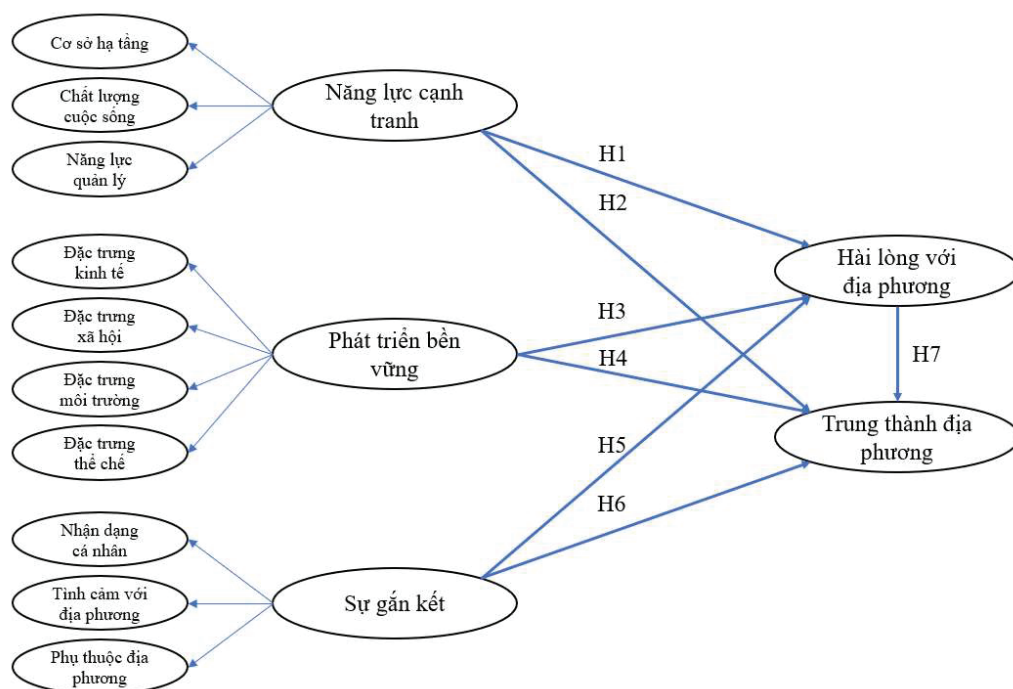 Cơ sở hạ tầng
Chất lượng
cuộc sống
Năng lực
quản lý
Năng lực cạnh
tranh
H1
H2
Đặc trưng
kinh tế
Đặc trưng
xã hội
Đặc trưng
môi trường
Đặc trưng
thể chế
Phát triển bền
vững
H3
H4
Hài lòng với
địa phương
H7
Trung thành địa
phương
H5
H6
Nhận dạng
cá nhân
Tình cảm với
địa phương
Phụ thuộc địa
phương
Sự gắn kết